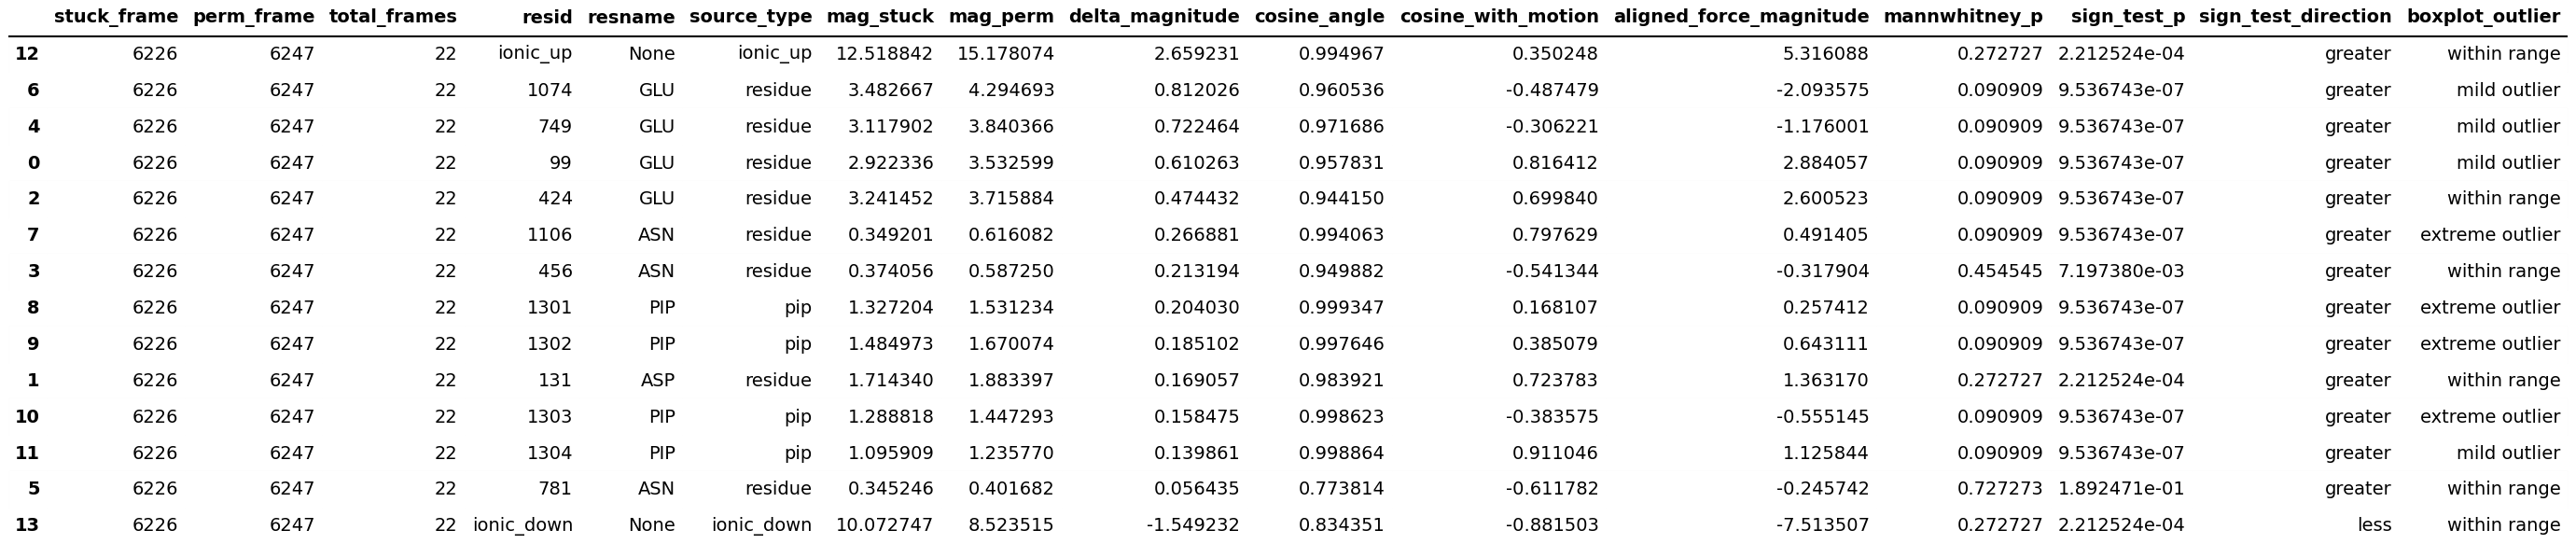 stuck_frame perm_frame total_frames resid resname source_type mag_stuck mag_perm delta_magnitude cosine_angle cosine_with_motion aligned_force_magnitude mannwhitney_p sign_test_p sign_test_direction boxplot_outlier
12 6226 6247 22 ionic_up None ionic_up 12.518842 15.178074 2.659231 0.994967 0.350248 5.316088 0.272727 2.212524e-04 greater within range
6 6226 6247 22 1074 GLU residue 3.482667 4.294693 0.812026 0.960536 -0.487479 -2.093575 0.090909 9.536743e-07 greater mild outlier
4 6226 6247 22 749 GLU residue 3.117902 3.840366 0.722464 0.971686 -0.306221 -1.176001 0.090909 9.536743e-07 greater mild outlier
0 6226 6247 22 99 GLU residue 2.922336 3.532599 0.610263 0.957831 0.816412 2.884057 0.090909 9.536743e-07 greater mild outlier
2 6226 6247 22 424 GLU residue 3.241452 3.715884 0.474432 0.944150 0.699840 2.600523 0.090909 9.536743e-07 greater within range
7 6226 6247 22 1106 ASN residue 0.349201 0.616082 0.266881 0.994063 0.797629 0.491405 0.090909 9.536743e-07 greater extreme outlier
3 6226 6247 22 456 ASN residue 0.374056 0.587250 0.213194 0.949882 -0.541344 -0.317904 0.454545 7.197380e-03 greater within range
8 6226 6247 22 1301 PIP pip 1.327204 1.531234 0.204030 0.999347 0.168107 0.257412 0.090909 9.536743e-07 greater extreme outlier
9 6226 6247 22 1302 PIP pip 1.484973 1.670074 0.185102 0.997646 0.385079 0.643111 0.090909 9.536743e-07 greater extreme outlier
1 6226 6247 22 131 ASP residue 1.714340 1.883397 0.169057 0.983921 0.723783 1.363170 0.272727 2.212524e-04 greater within range
10 6226 6247 22 1303 PIP pip 1.288818 1.447293 0.158475 0.998623 -0.383575 -0.555145 0.090909 9.536743e-07 greater extreme outlier
11 6226 6247 22 1304 PIP pip 1.095909 1.235770 0.139861 0.998864 0.911046 1.125844 0.090909 9.536743e-07 greater mild outlier
5 6226 6247 22 781 ASN residue 0.345246 0.401682 0.056435 0.773814 -0.611782 -0.245742 0.727273 1.892471e-01 greater within range
13 6226 6247 22 ionic_down None ionic_down 10.072747 8.523515 -1.549232 0.834351 -0.881503 -7.513507 0.272727 2.212524e-04 less within range